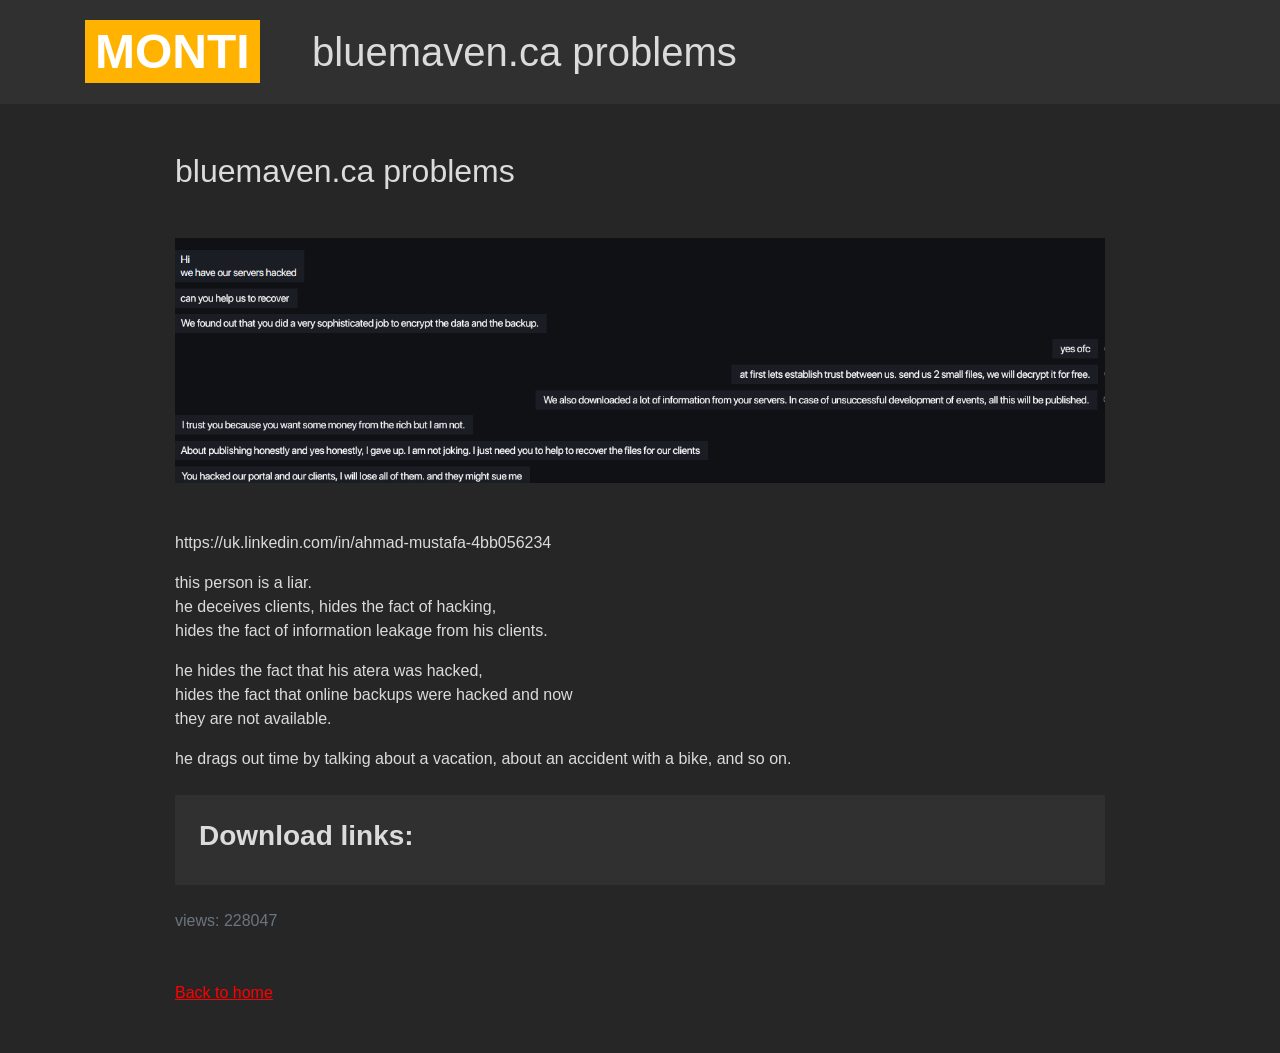 MONTI
bluemaven.ca problems
bluemaven.ca problems
Hi
we have our servers hacked
can you help us to recover
We found out that you did a very sophisticated job to encrypt the data and the backup.
yes ofc
at first lets establish trust between us. send us 2 small files, we will decrypt it for free.
We also downloaded a lot of information from your servers. In case of unsuccessful development of events, all this will be published.
I trust you because you want some money from the rich but I am not.
About publishing honestly and yes honestly, I gave up. I am not joking. I just need you to help to recover the files for our clients
You hacked our portal and our clients, I will lose all of them. and they might sue me
https://uk.linkedin.com/in/ahmad-mustafa-4bb056234
this person is a liar.
he deceives clients, hides the fact of hacking,
hides the fact of information leakage from his clients.
he hides the fact that his atera was hacked,
hides the fact that online backups were hacked and now
they are not available.
he drags out time by talking about a vacation, about an accident with a bike, and so on.
Download links:
views: 228047
Back to home